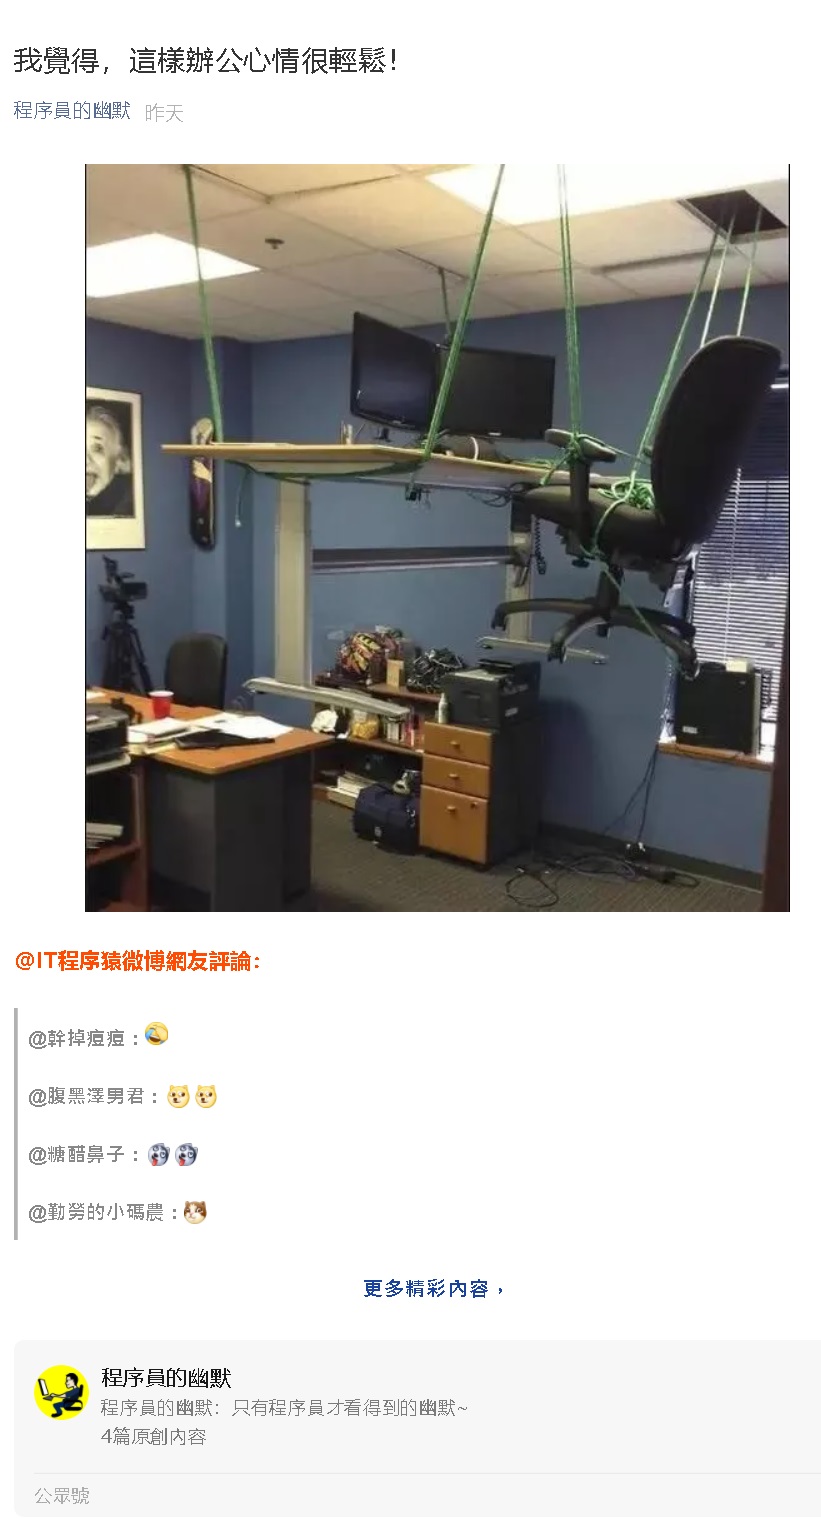 我覺得，這樣辦公心情很輕鬆！
程序員的幽默 昨天
@IT程序猿微博網友評論：
@幹掉痘痘：
@腹黑澤男君：
@糖醋鼻子：
@勤勞的小碼農：
更多精彩內容，
程序員的幽默
程序員的幽默：只有程序員才看得到的幽默~
4篇原創內容
公眾號